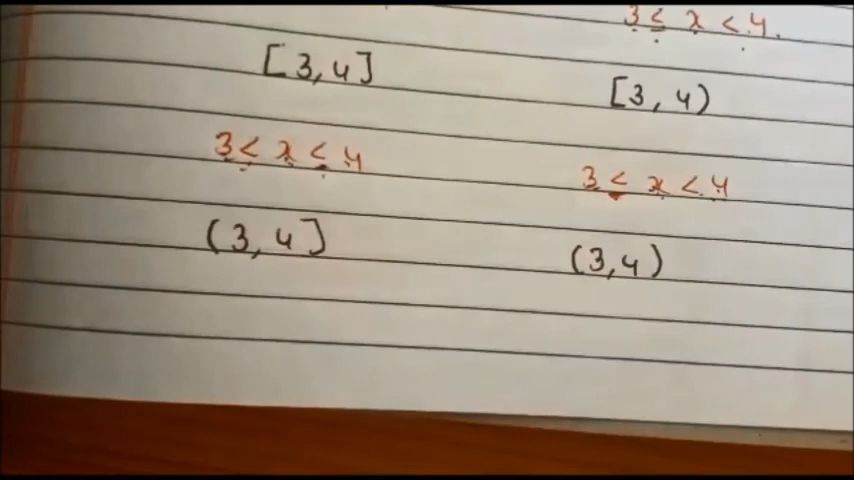 3 ≤ x < 4.
[3, 4]
[3, 4)
3 < x ≤ 4
3 < x < 4
(3, 4]
(3, 4)